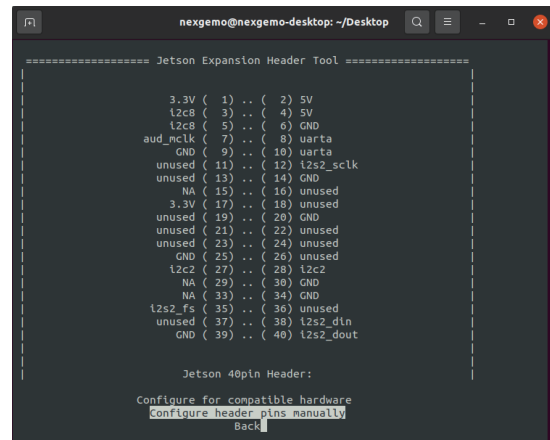 nexgemo@nexgemo-desktop: ~/Desktop
=================== Jetson Expansion Header Tool ===================
3.3V ( 1) .. ( 2) 5V
i2c8 ( 3) .. ( 4) 5V
i2c8 ( 5) .. ( 6) GND
aud_mclk ( 7) .. ( 8) uarta
GND ( 9) .. ( 10) uarta
unused ( 11) .. ( 12) i2s2_sclk
unused ( 13) .. ( 14) GND
NA ( 15) .. ( 16) unused
3.3V ( 17) .. ( 18) unused
unused ( 19) .. ( 20) GND
unused ( 21) .. ( 22) unused
unused ( 23) .. ( 24) unused
GND ( 25) .. ( 26) unused
i2c2 ( 27) .. ( 28) i2c2
NA ( 29) .. ( 30) GND
NA ( 33) .. ( 34) GND
i2s2_fs ( 35) .. ( 36) unused
unused ( 37) .. ( 38) i2s2_din
GND ( 39) .. ( 40) i2s2_dout
Jetson 40pin Header:
Configure for compatible hardware
Configure header pins manually
Back